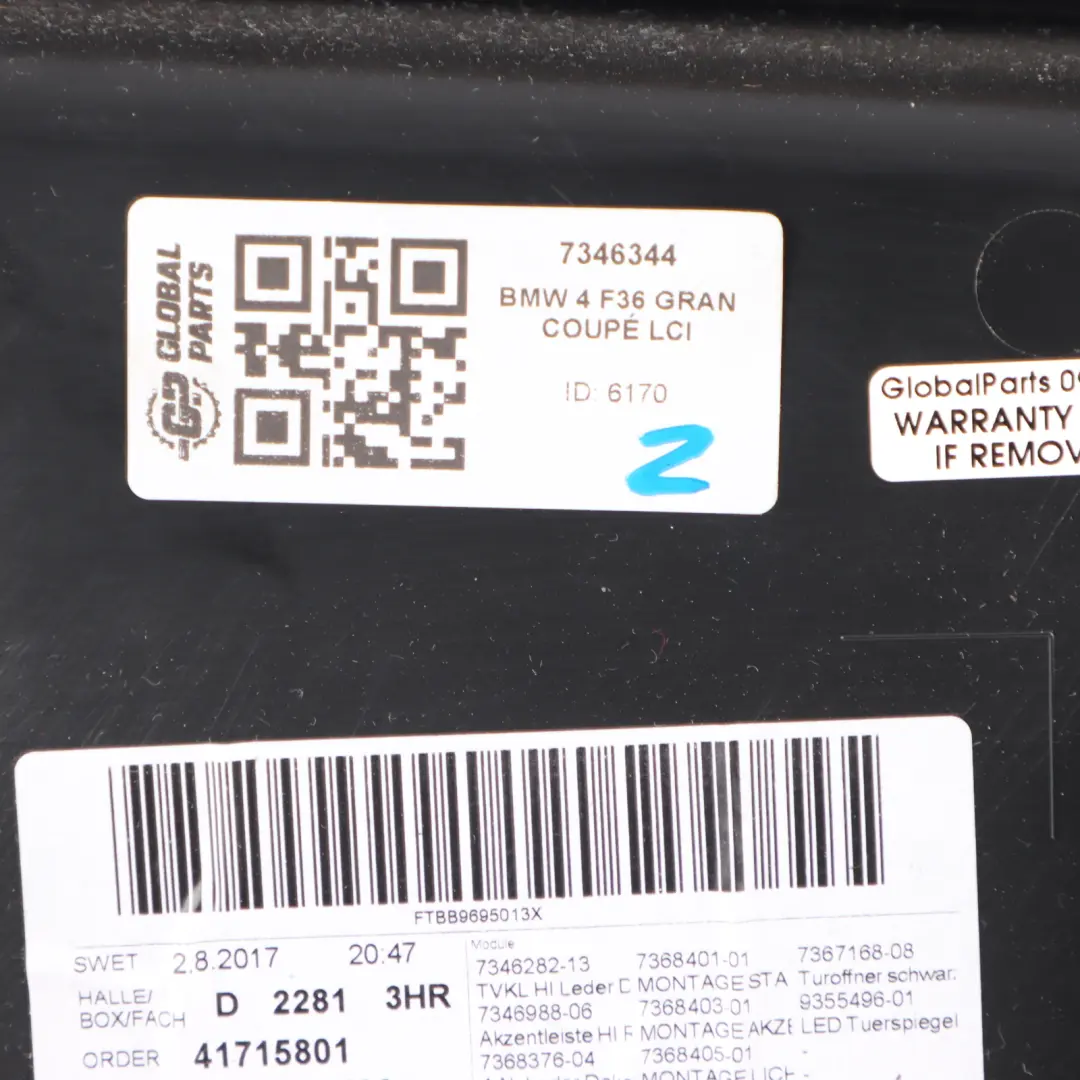 GLOBAL
PARTS
GP
7346344
BMW 4 F36 GRAN
COUPÉ LCI
ID: 6170
Z
GlobalParts
WARRANTY
IF
FTBB9695013X
SWET 2.8.2017 20:47
HALLE/
BOX/FACH D 2281 3HR
ORDER 41715801
Module
7346282-13 7368401-01 7367168-08
TVKL HI Leder D MONTAGE STA Turoffner schwar.
7346988-06 7368403-01 9355496-01
Akzentleiste HI F MONTAGE AKZE LED Tuerspiegel
7368376-04 7368405-01 -
MONTAGE LICH -